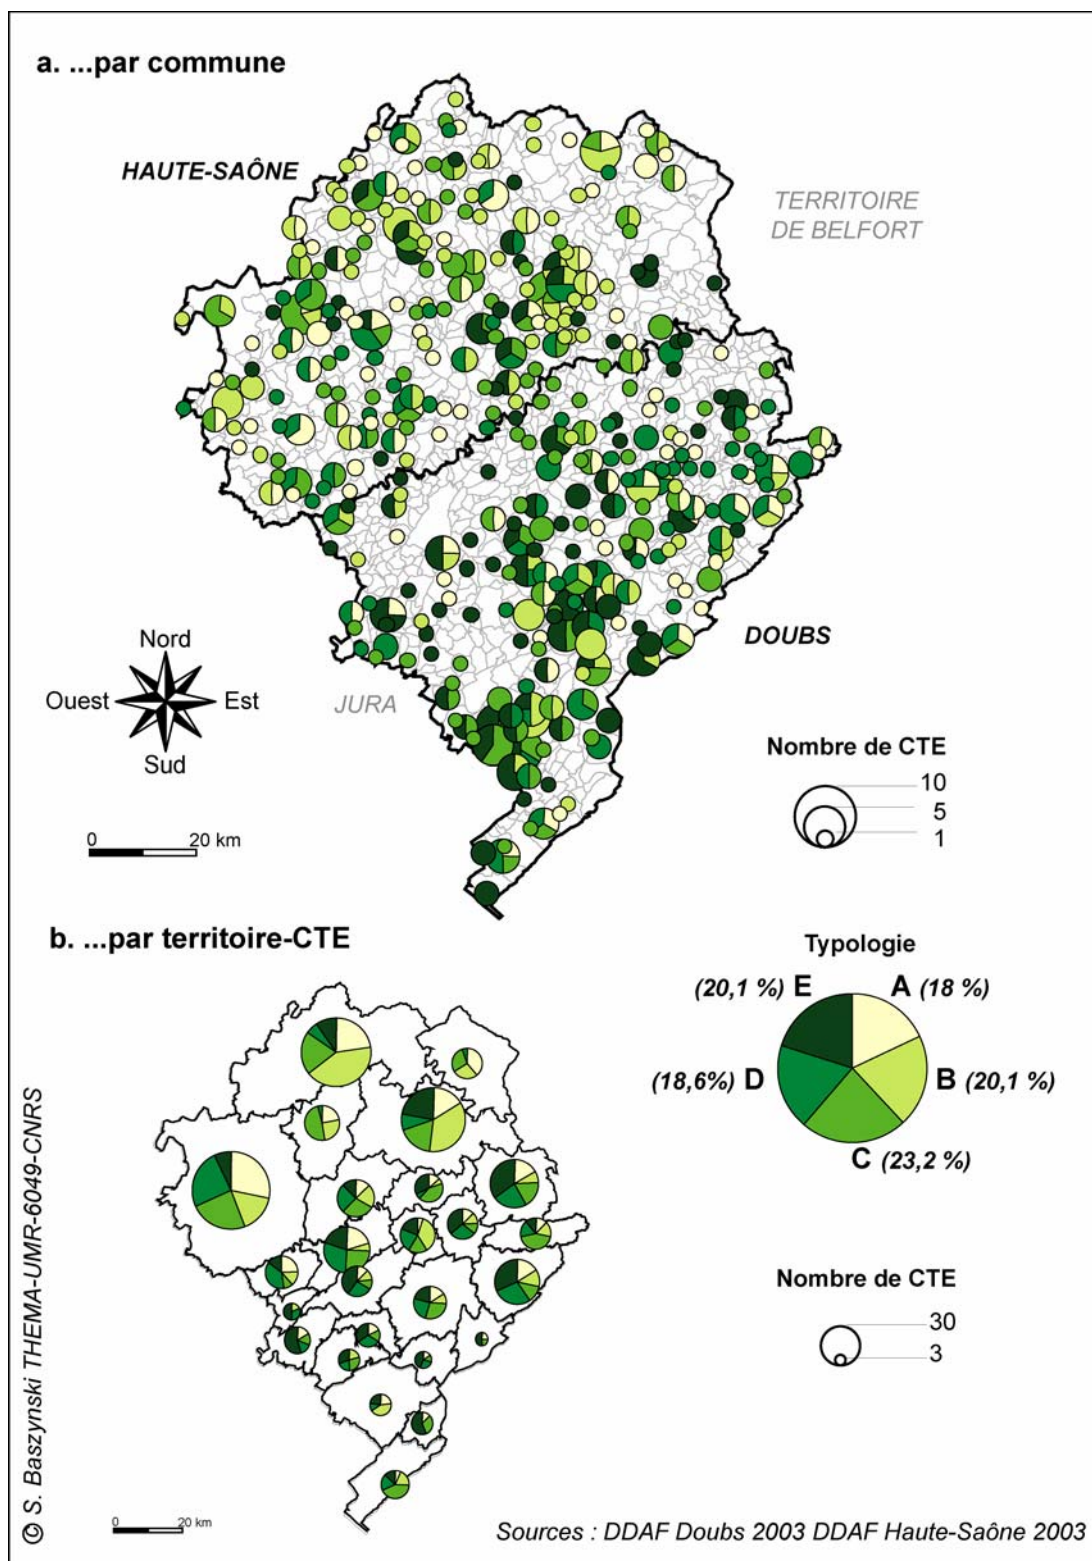 a. ...par commune
HAUTE-SAÔNE
TERRITOIRE
DE BELFORT
DOUBS
JURA
Nord
Ouest
Est
Sud
0
20 km
Nombre de CTE
10
5
1
b. ...par territoire-CTE
Typologie
(20,1 %) E
A (18 %)
(18,6%) D
B (20,1 %)
C (23,2 %)
Nombre de CTE
30
3
0
20 km
© S. Baszynski THEMA-UMR-6049-CNRS
Sources : DDAF Doubs 2003 DDAF Haute-Saône 2003